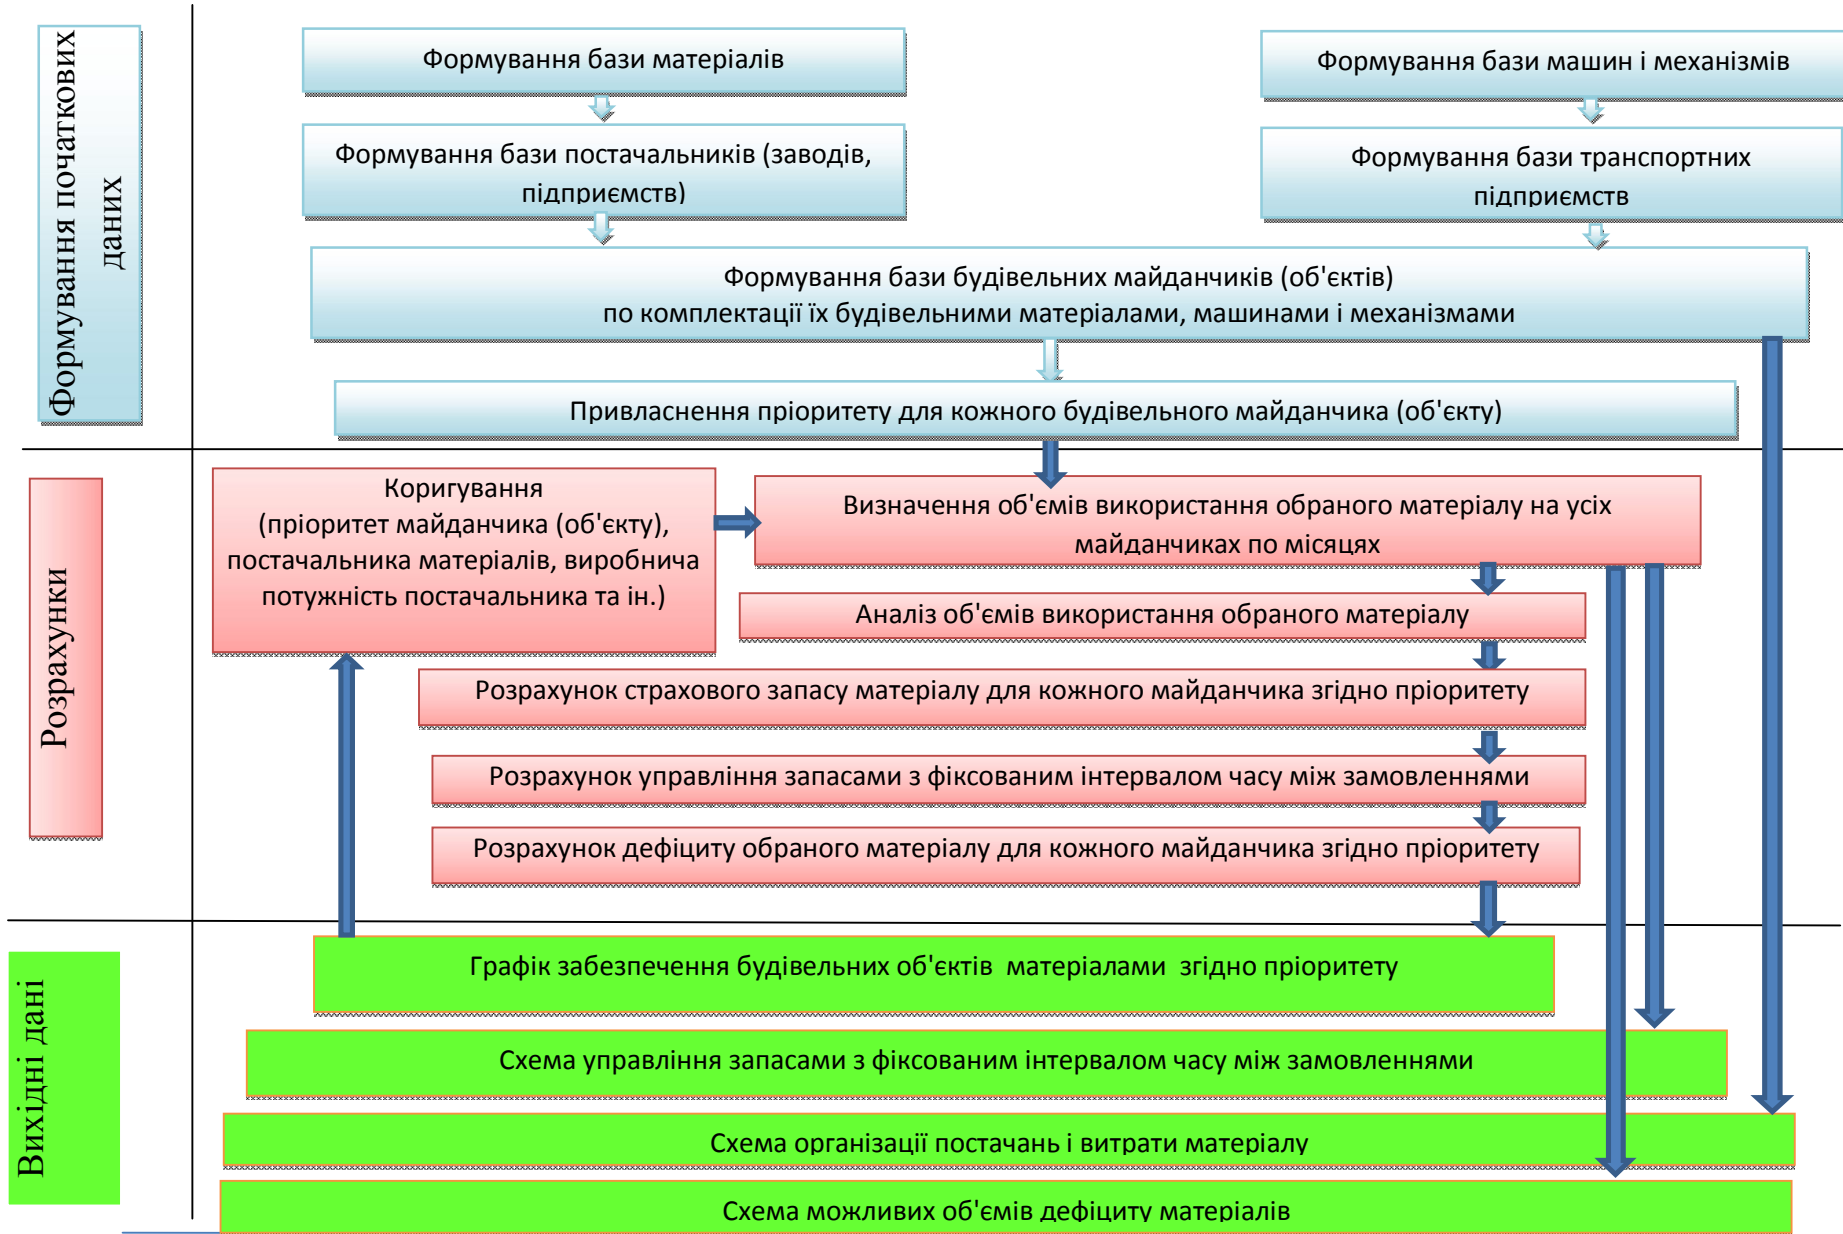 Формування початкових
даних
Формування бази матеріалів
Формування бази машин і механізмів
Формування бази постачальників (заводів,
підприємств)
Формування бази транспортних
підприємств
Формування бази будівельних майданчиків (об'єктів)
по комплектації їх будівельними матеріалами, машинами і механізмами
Привласнення пріоритету для кожного будівельного майданчика (об'єкту)
Розрахунки
Коригування
(пріоритет майданчика (об'єкту),
постачальника матеріалів, виробнича
потужність постачальника та ін.)
Визначення об'ємів використання обраного матеріалу на усіх
майданчиках по місяцях
Аналіз об'ємів використання обраного матеріалу
Розрахунок страхового запасу матеріалу для кожного майданчика згідно пріоритету
Розрахунок управління запасами з фіксованим інтервалом часу між замовленнями
Розрахунок дефіциту обраного матеріалу для кожного майданчика згідно пріоритету
Вихідні дані
Графік забезпечення будівельних об'єктів матеріалами згідно пріоритету
Схема управління запасами з фіксованим інтервалом часу між замовленнями
Схема організації постачань і витрати матеріалу
Схема можливих об'ємів дефіциту матеріалів